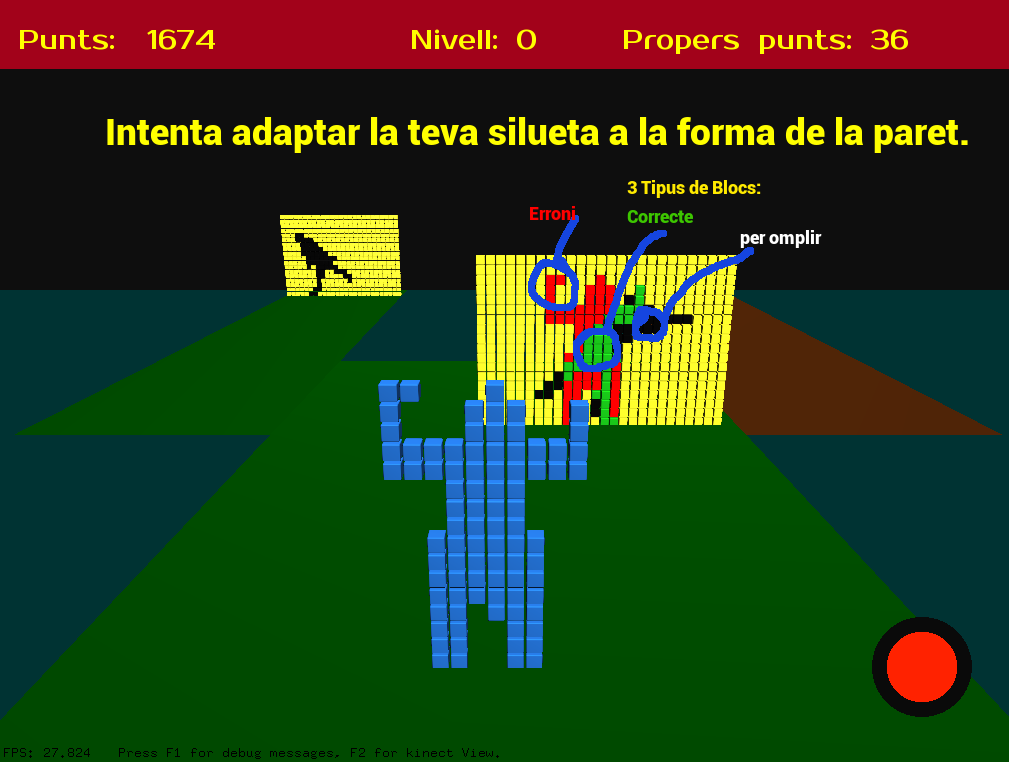 Punts: 1674 Nivell: 0 Propers punts: 36
Intenta adaptar la teva silueta a la forma de la paret.
3 Tipus de Blocs:
Erroni
Correcte
per omplir
FPS: 27.824 Press F1 for debug messages. F2 for kinect View.